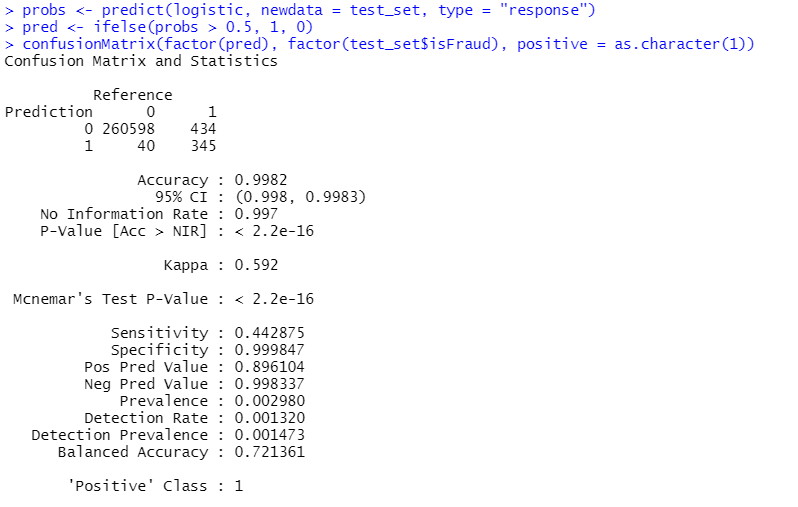 > probs <- predict(logistic, newdata = test_set, type = "response")
> pred <- ifelse(probs > 0.5, 1, 0)
> confusionMatrix(factor(pred), factor(test_set$isFraud), positive = as.character(1))
Confusion Matrix and Statistics
Reference
Prediction 0 1
0 260598 434
1 40 345
Accuracy : 0.9982
95% CI : (0.998, 0.9983)
No Information Rate : 0.997
P-Value [Acc > NIR] : < 2.2e-16
Kappa : 0.592
Mcnemar's Test P-Value : < 2.2e-16
Sensitivity : 0.442875
Specificity : 0.999847
Pos Pred Value : 0.896104
Neg Pred Value : 0.998337
Prevalence : 0.002980
Detection Rate : 0.001320
Detection Prevalence : 0.001473
Balanced Accuracy : 0.721361
'Positive' Class : 1